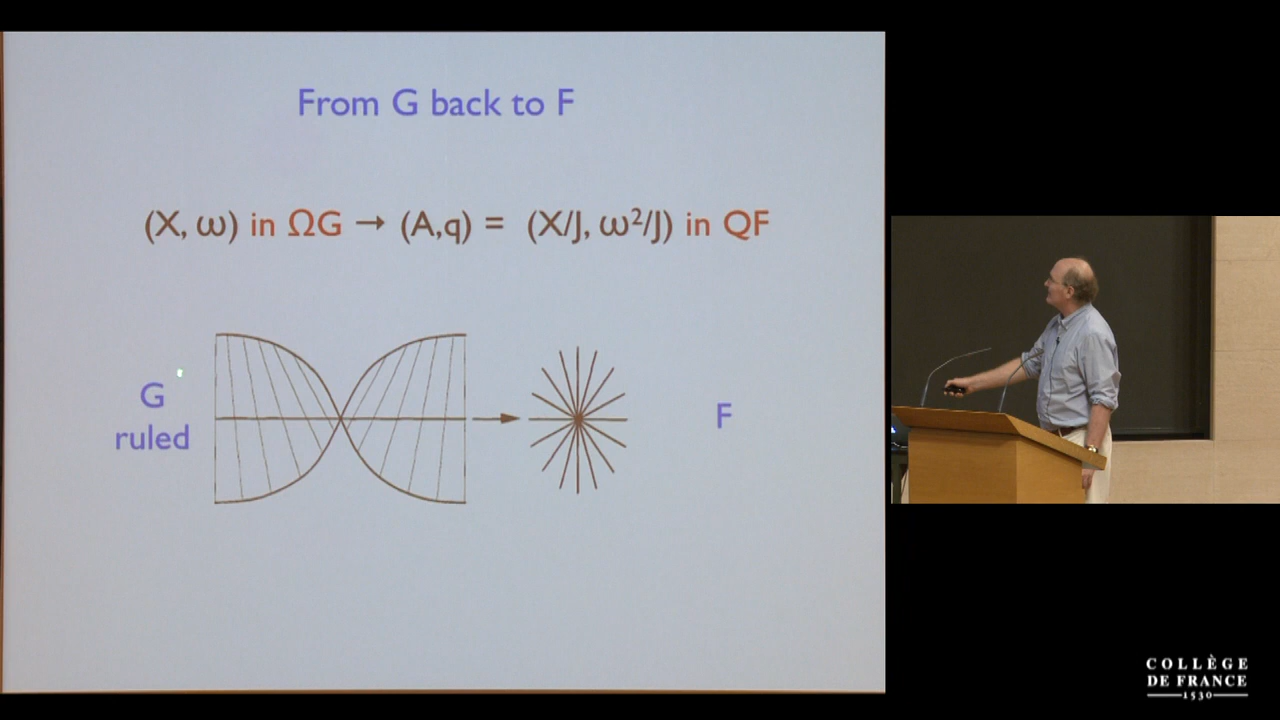 From G back to F
(X, ω) in ΩG → (A,q) = (X/J, ω²/J) in QF
G
ruled
F
COLLÈGE
DE FRANCE
1530